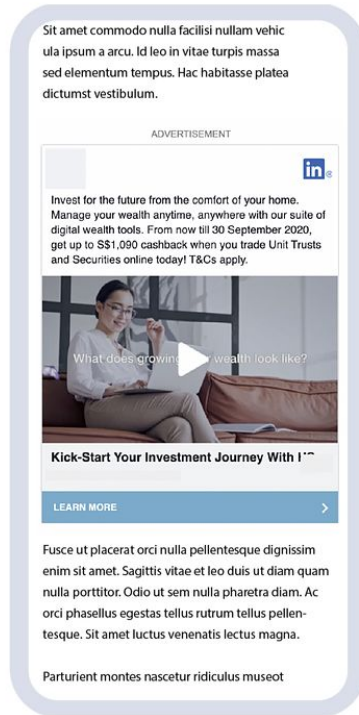 Sit amet commodo nulla facilisi nullam vehic
ula ipsum a arcu. Id leo in vitae turpis massa
sed elementum tempus. Hac habitasse platea
dictumst vestibulum.
ADVERTISEMENT
in
Invest for the future from the comfort of your home.
Manage your wealth anytime, anywhere with our suite of
digital wealth tools. From now till 30 September 2020,
get up to S$1,090 cashback when you trade Unit Trusts
and Securities online today! T&Cs apply.
What does growing wealth look like?
Kick-Start Your Investment Journey With
LEARN MORE
Fusce ut placerat orci nulla pellentesque dignissim
enim sit amet. Sagittis vitae et leo duis ut diam quam
nulla porttitor. Odio ut sem nulla pharetra diam. Ac
orci phasellus egestas tellus rutrum tellus pellen-
tesque. Sit amet luctus venenatis lectus magna.
Parturient montes nascetur ridiculus museot